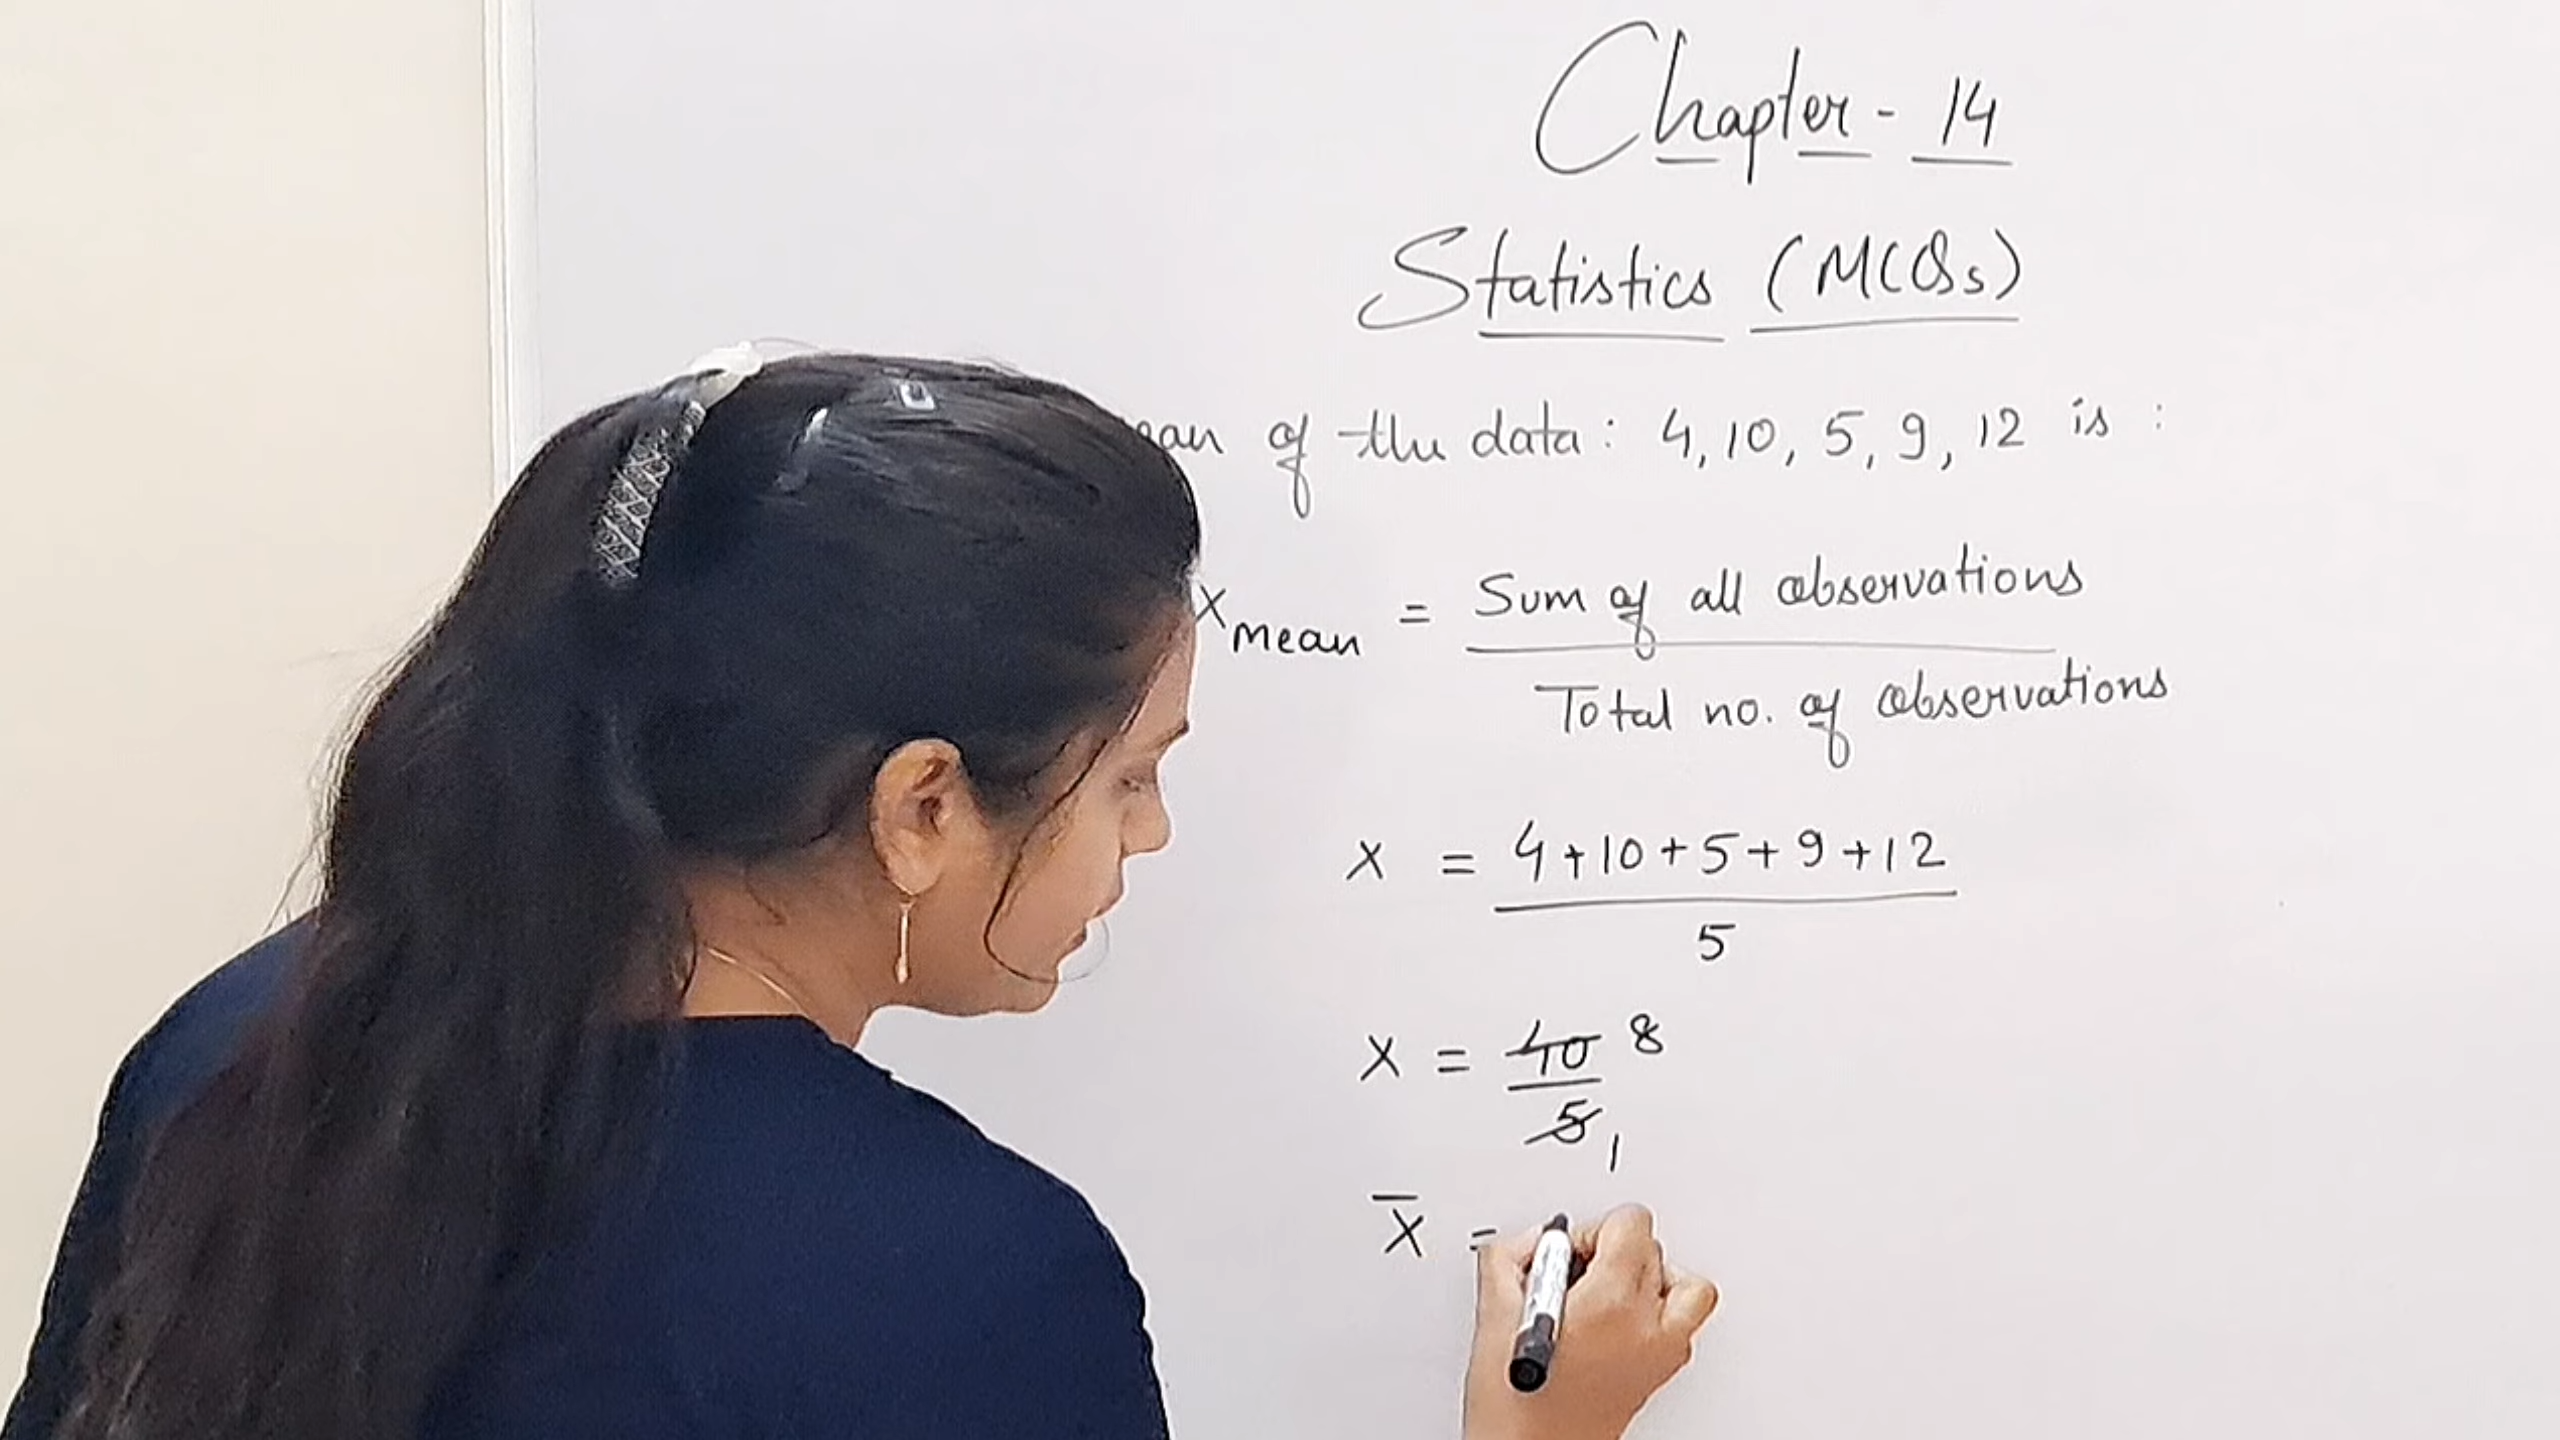 Chapter - 14
Statistics (MCQs)
of the data : 4, 10, 5, 9, 12 is :
x mean = Sum of all observations
Total no. of observations
x = 4+10+5+9+12
5
x = 40 8
5 1
x̄ =